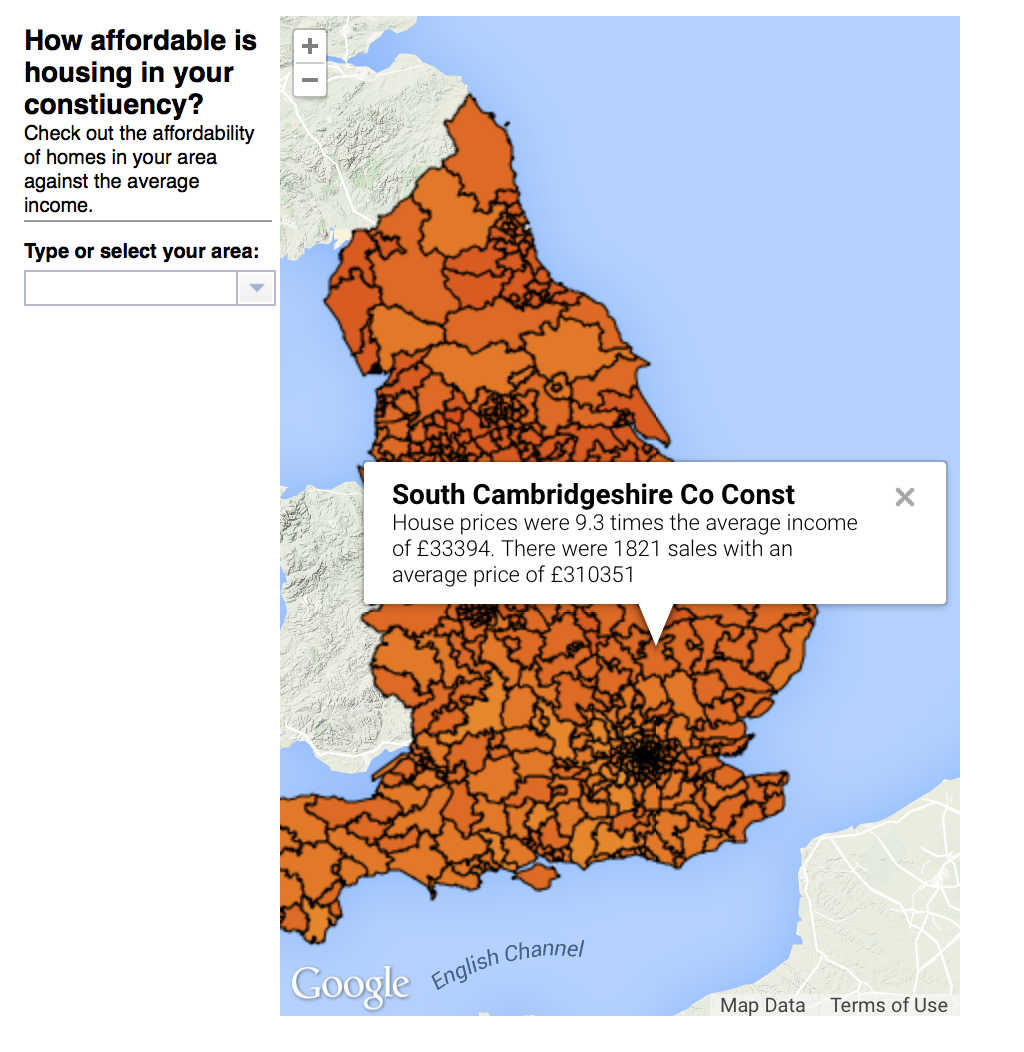 How affordable is
housing in your
constiuency?
Check out the affordability
of homes in your area
against the average
income.
Type or select your area:
+
−
South Cambridgeshire Co Const
House prices were 9.3 times the average income
of £33394. There were 1821 sales with an
average price of £310351
English Channel
Google
Map Data
Terms of Use